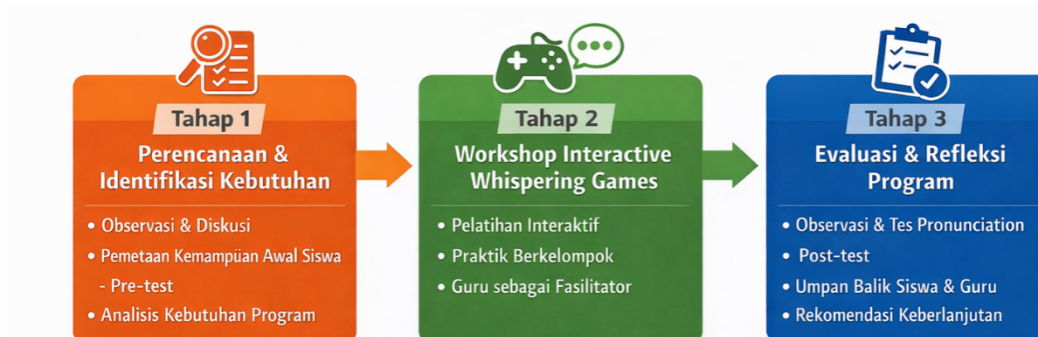 Tahap 1
Perencanaan &
Identifikasi Kebutuhan
• Observasi & Diskusi
• Pemetaan Kemampüan Awal Siswa
- Pre-test
• Analisis Kebutuhan Program
Tahap 2
Workshop Interactive
Whispering Games
• Pelatihan Interaktif
• Praktik Berkelompok
• Guru sebagai Fasilitator
Tahap 3
Evaluasi & Refleksi
Program
• Observasi & Tes Pronunciation
• Post-test
• Umpan Balik Siswa & Guru
• Rekomendasi Keberlanjutan